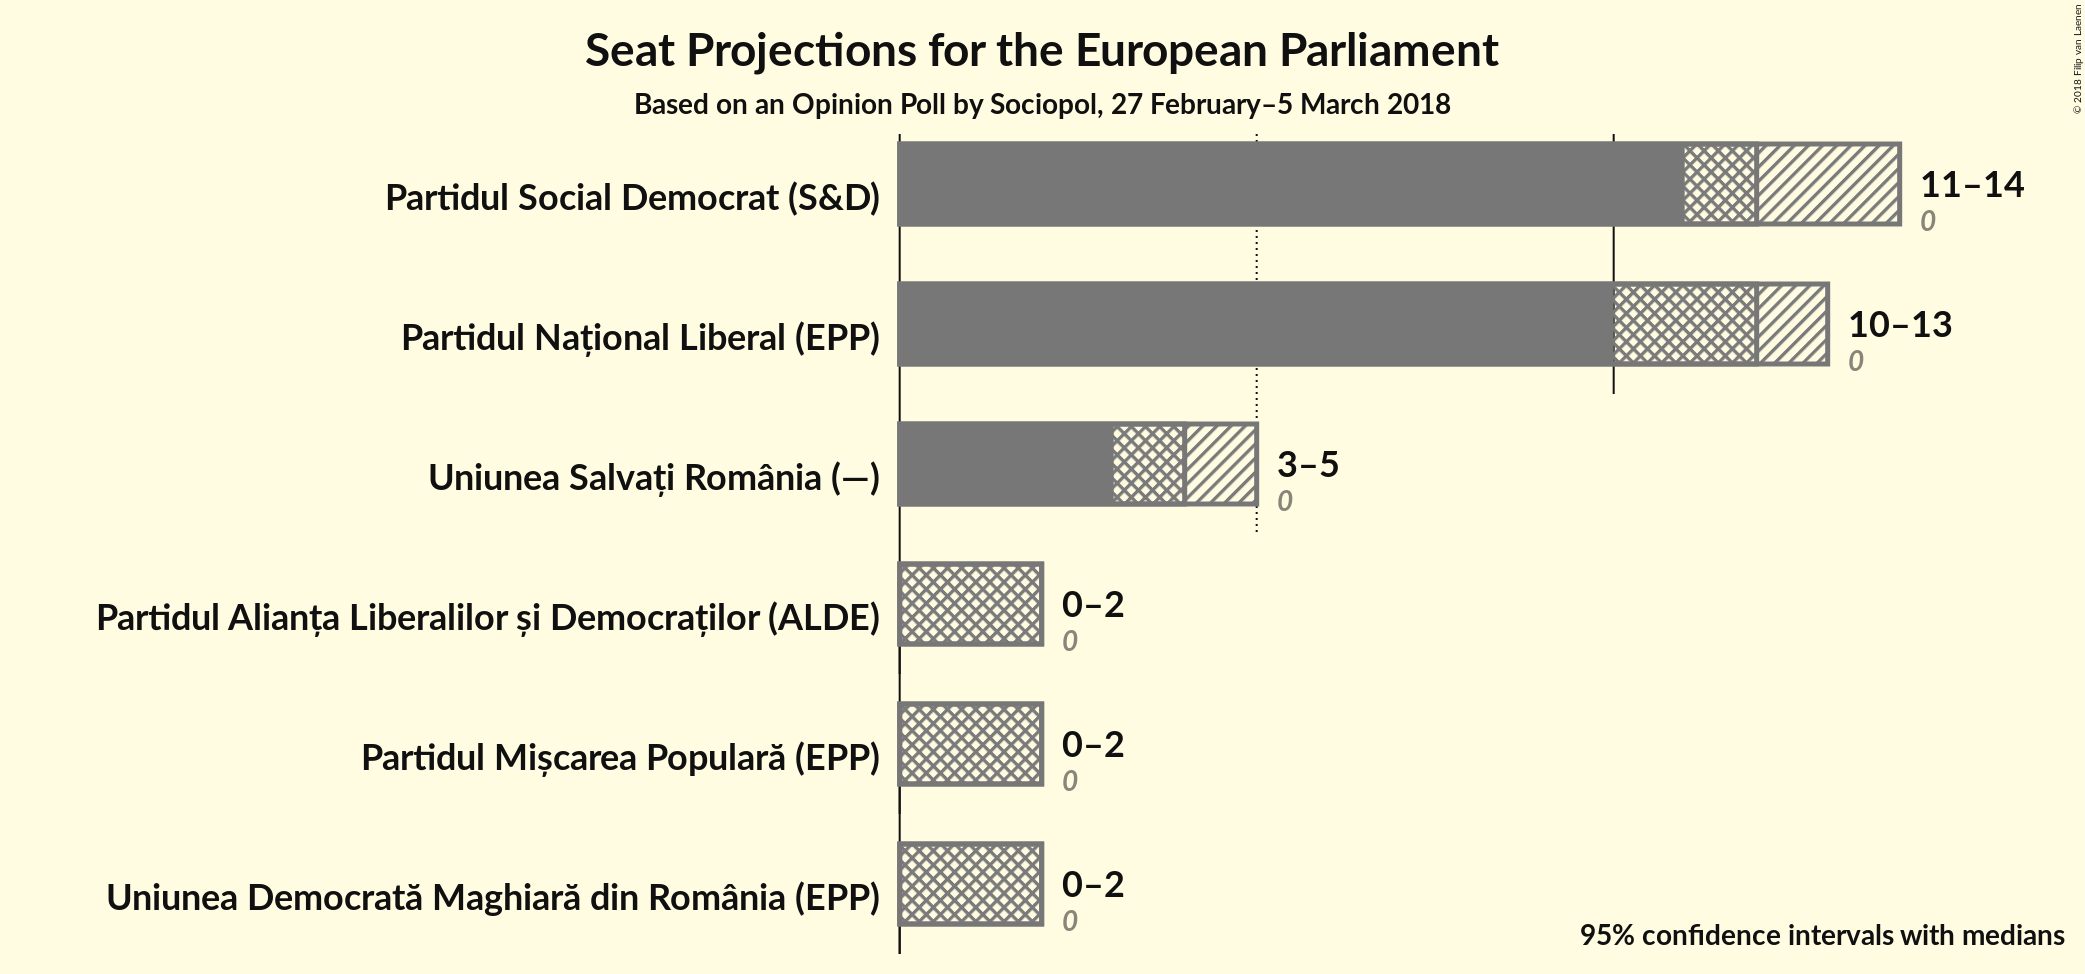 Seat Projections for the European Parliament
Based on an Opinion Poll by Sociopol, 27 February–5 March 2018
© 2018 Filip van Laenen
Partidul Social Democrat (S&D)
11–14
0
Partidul Național Liberal (EPP)
10–13
0
Uniunea Salvați România (—)
3–5
0
Partidul Alianța Liberalilor și Democraților (ALDE)
0–2
0
Partidul Mișcarea Populară (EPP)
0–2
0
Uniunea Democrată Maghiară din România (EPP)
0–2
0
95% confidence intervals with medians